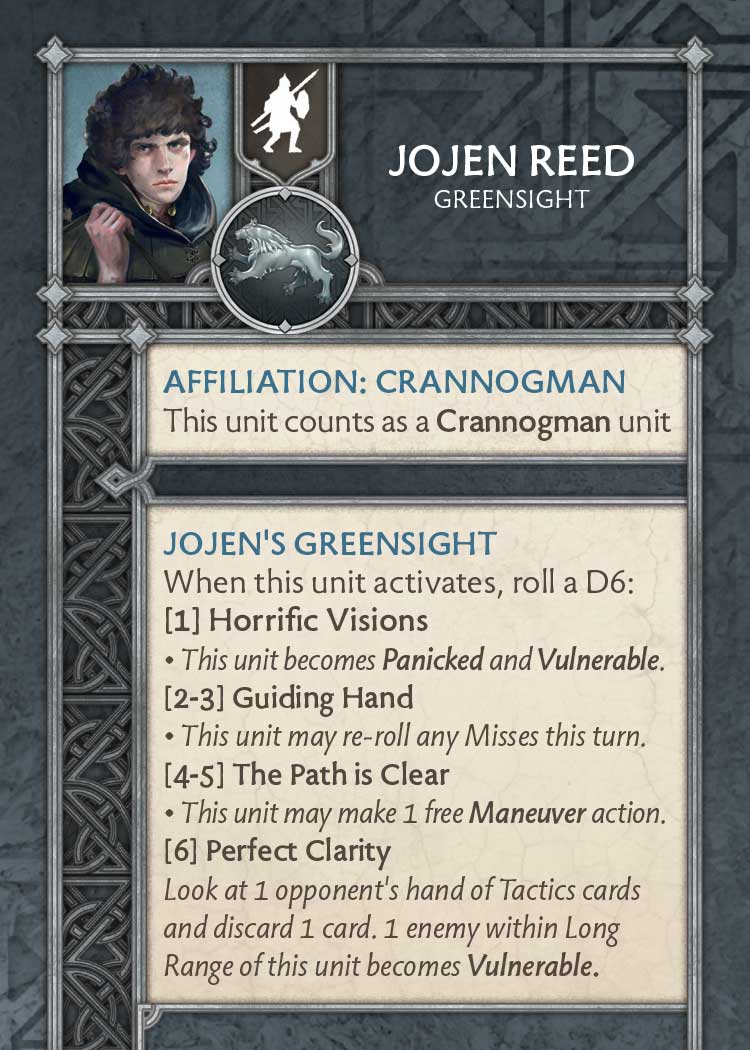 JOJEN REED
GREENSIGHT
AFFILIATION: CRANNOGMAN
This unit counts as a Crannogman unit
JOJEN'S GREENSIGHT
When this unit activates, roll a D6:
[1] Horrific Visions
• This unit becomes Panicked and Vulnerable.
[2-3] Guiding Hand
• This unit may re-roll any Misses this turn.
[4-5] The Path is Clear
• This unit may make 1 free Maneuver action.
[6] Perfect Clarity
Look at 1 opponent's hand of Tactics cards
and discard 1 card. 1 enemy within Long
Range of this unit becomes Vulnerable.